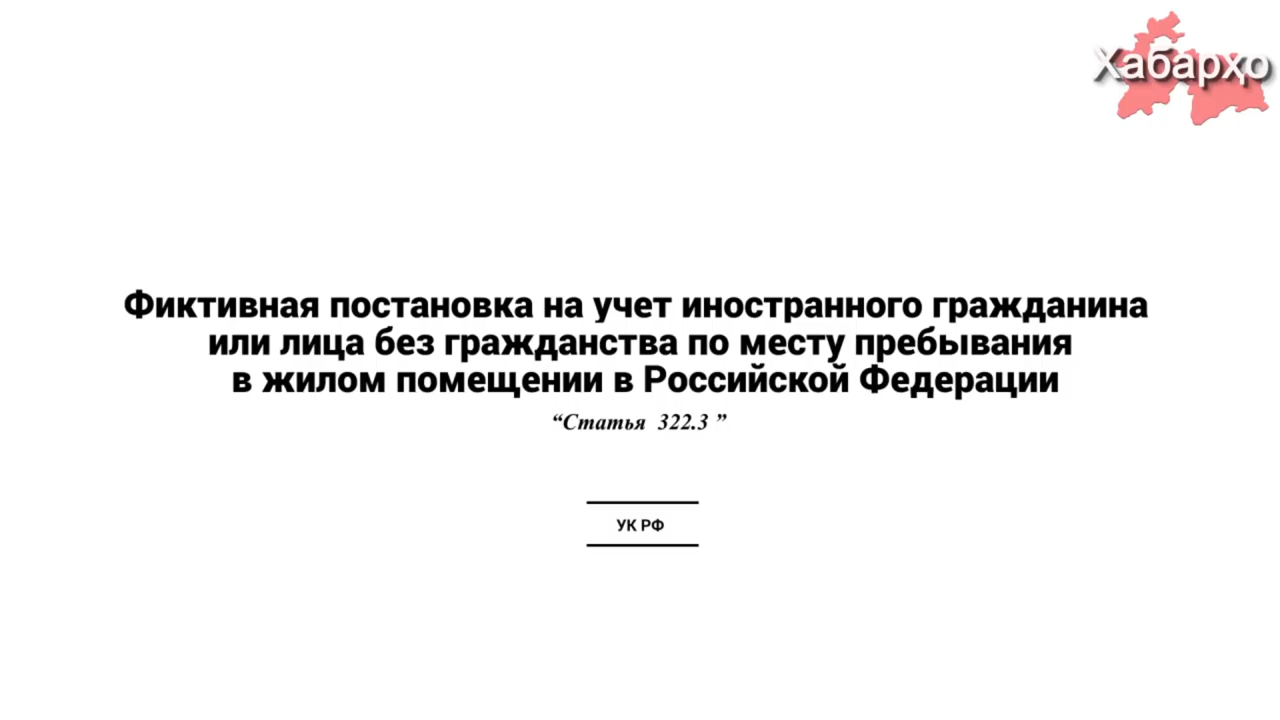 Хабарҳо
Фиктивная постановка на учет иностранного гражданина
или лица без гражданства по месту пребывания
в жилом помещении в Российской Федерации
“Статья 322.3 ”
УК РФ